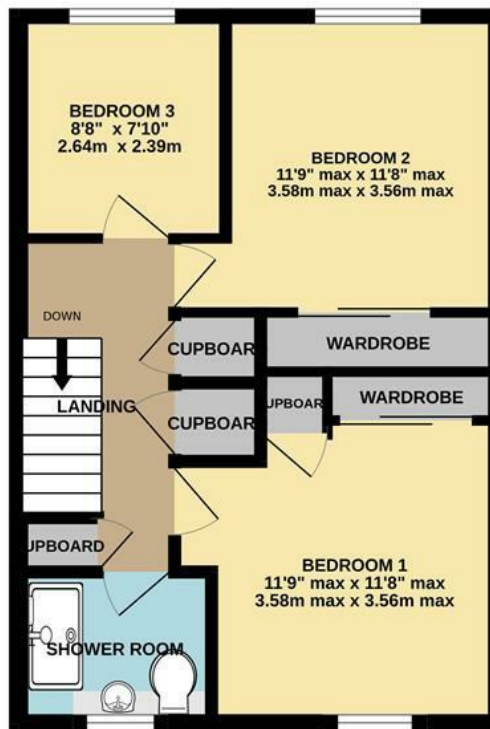 BEDROOM 3
8'8" x 7'10"
2.64m x 2.39m
BEDROOM 2
11'9" max x 11'8" max
3.58m max x 3.56m max
DOWN
CUPBOAR
WARDROBE
LANDING
CUPBOAR
UPBOAR
WARDROBE
UPBOARD
BEDROOM 1
11'9" max x 11'8" max
3.58m max x 3.56m max
SHOWER ROOM